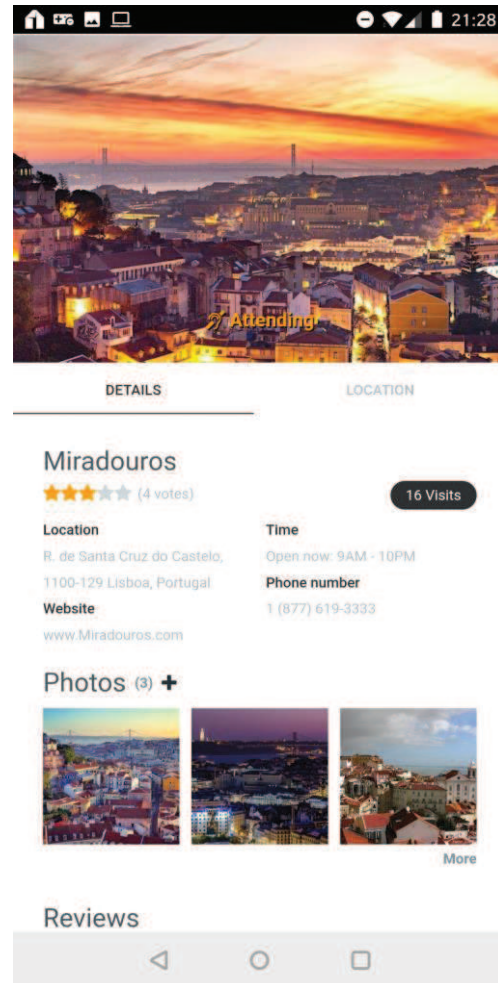 21:28
Attending
DETAILS
LOCATION
Miradouros
(4 votes)
16 Visits
Location
Time
R. de Santa Cruz do Castelo,
Open now: 9AM - 10PM
1100-129 Lisboa, Portugal
Phone number
Website
1 (877) 619-3333
www.Miradouros.com
Photos (3) +
More
Reviews